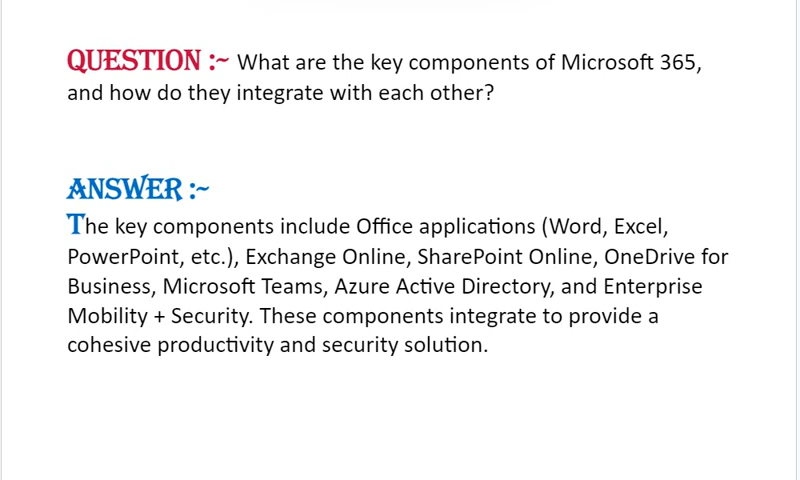 QUESTION :~ What are the key components of Microsoft 365,
and how do they integrate with each other?
ANSWER :~
The key components include Office applications (Word, Excel,
PowerPoint, etc.), Exchange Online, SharePoint Online, OneDrive for
Business, Microsoft Teams, Azure Active Directory, and Enterprise
Mobility + Security. These components integrate to provide a
cohesive productivity and security solution.